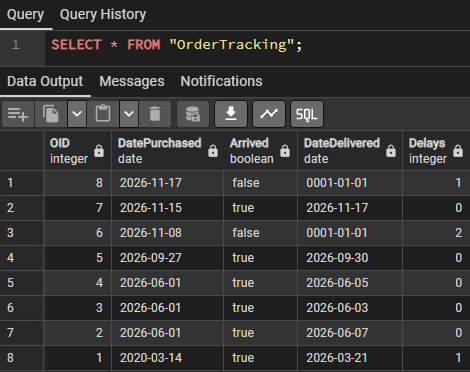 Query Query History
1 SELECT * FROM "OrderTracking";
Data Output Messages Notifications
SQL
OID DatePurchased Arrived DateDelivered Delays
integer date boolean date integer
1 8 2026-11-17 false 0001-01-01 1
2 7 2026-11-15 true 2026-11-17 0
3 6 2026-11-08 false 0001-01-01 2
4 5 2026-09-27 true 2026-09-30 0
5 4 2026-06-01 true 2026-06-05 0
6 3 2026-06-01 true 2026-06-03 0
7 2 2026-06-01 true 2026-06-07 0
8 1 2020-03-14 true 2026-03-21 1